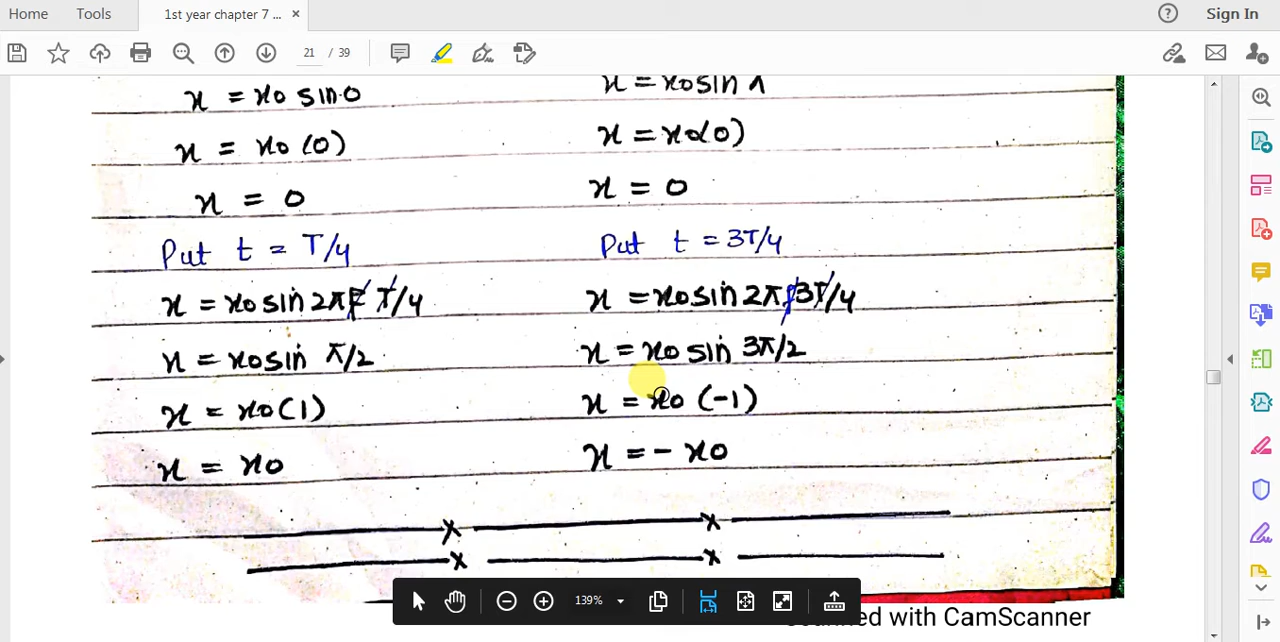 Home Tools 1st year chapter 7 ... × Sign In
21 / 39
x = x0 sin 0
x = x0 sin π
x = x0 (0)
x = x0(0)
x = 0
x = 0
Put t = T/4
Put t = 3T/4
x = x0 sin 2πf T/4
x = x0 sin 2πf 3T/4
x = x0 sin π/2
x = x0 sin 3π/2
x = x0 (1)
x = x0 (-1)
x = x0
x = - x0
139%
Scanned with CamScanner